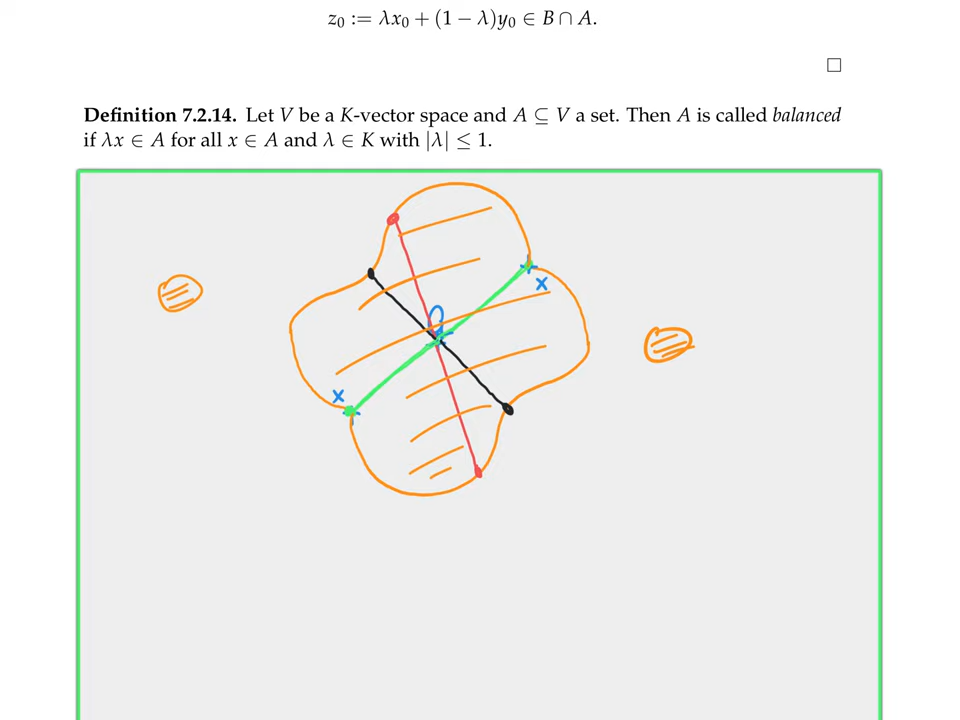 z₀ := λx₀ + (1 − λ)y₀ ∈ B ∩ A.
□
Definition 7.2.14. Let V be a K-vector space and A ⊆ V a set. Then A is called balanced
if λx ∈ A for all x ∈ A and λ ∈ K with |λ| ≤ 1.
x
x